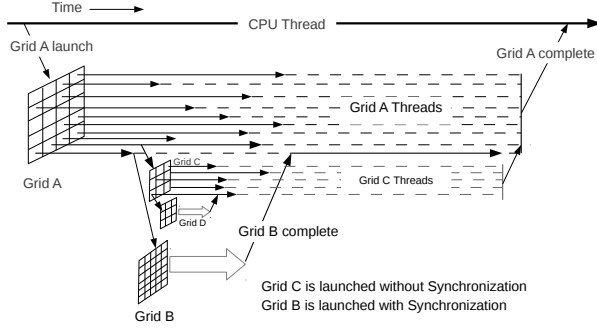 Time
CPU Thread
Grid A launch
Grid A complete
Grid A Threads
Grid A
Grid C
Grid C Threads
Grid D
Grid B complete
Grid B
Grid C is launched without Synchronization
Grid B is launched with Synchronization